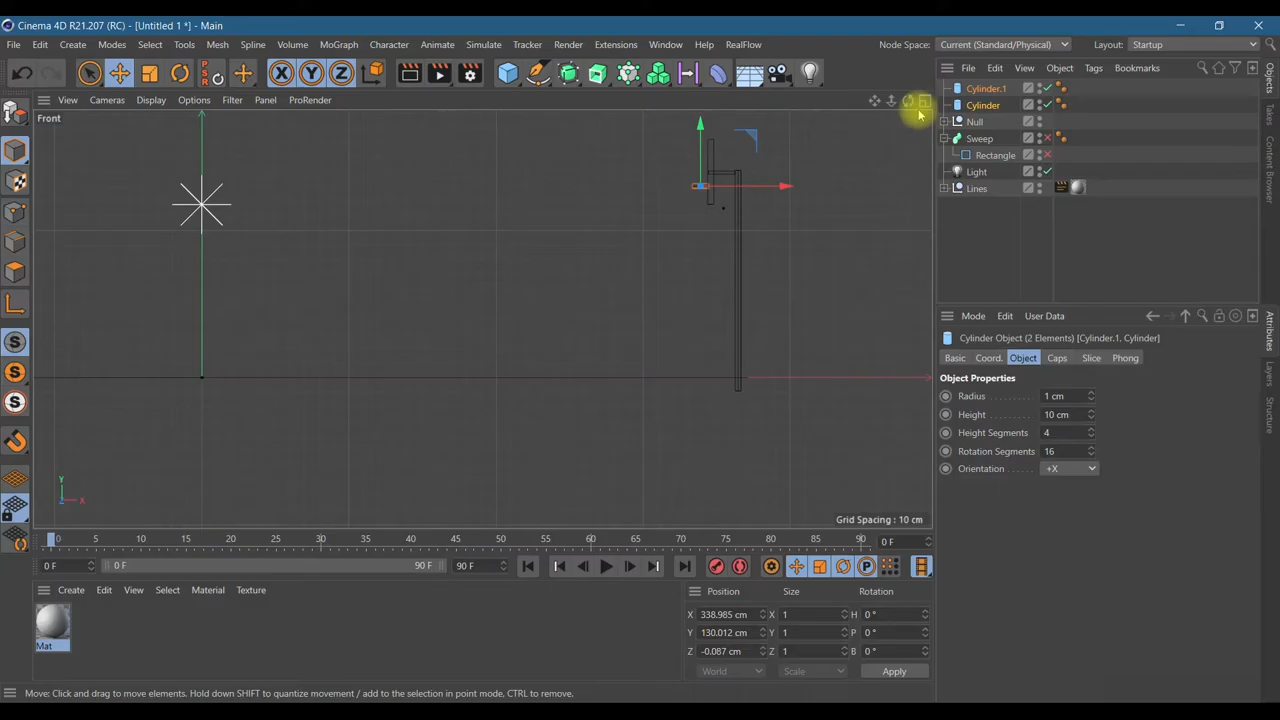 Cinema 4D R21.207 (RC) - [Untitled 1 *] - Main
File Edit Create Modes Select Tools Mesh Spline Volume MoGraph Character Animate Simulate Tracker Render Extensions Window Help RealFlow Node Space: Current (Standard/Physical) Layout: Startup
File Edit View Object Tags Bookmarks
View Cameras Display Options Filter Panel ProRender
Front
Cylinder.1
Cylinder
Null
Sweep
Rectangle
Light
Lines
Objects
Takes
Content Browser
Mode Edit User Data
Cylinder Object (2 Elements) [Cylinder.1, Cylinder]
Basic Coord. Object Caps Slice Phong
Object Properties
Radius 1 cm
Height 10 cm
Height Segments 4
Rotation Segments 16
Orientation +X
Attributes
Layers
Structure
Y
Z X
Grid Spacing : 10 cm
0 5 10 15 20 25 30 35 40 45 50 55 60 65 70 75 80 85 90 0 F
0 F 0 F 90 F 90 F
Create Edit View Select Material Texture
Mat
Position Size Rotation
X 338.985 cm X 1 H 0 °
Y 130.012 cm Y 1 P 0 °
Z -0.087 cm Z 1 B 0 °
World Scale Apply
Move: Click and drag to move elements. Hold down SHIFT to quantize movement / add to the selection in point mode, CTRL to remove.